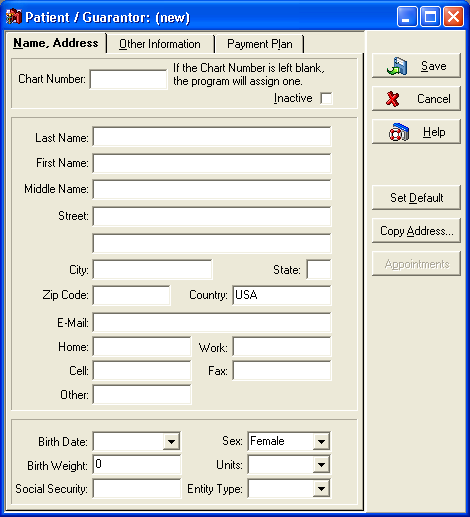 Patient / Guarantor: (new)
Name, Address Other Information Payment Plan
Chart Number: If the Chart Number is left blank,
the program will assign one.
Inactive
Last Name:
First Name:
Middle Name:
Street:
City: State:
Zip Code: Country: USA
E-Mail:
Home: Work:
Cell: Fax:
Other:
Birth Date: Sex: Female
Birth Weight: 0 Units:
Social Security: Entity Type:
Save
Cancel
Help
Set Default
Copy Address...
Appointments